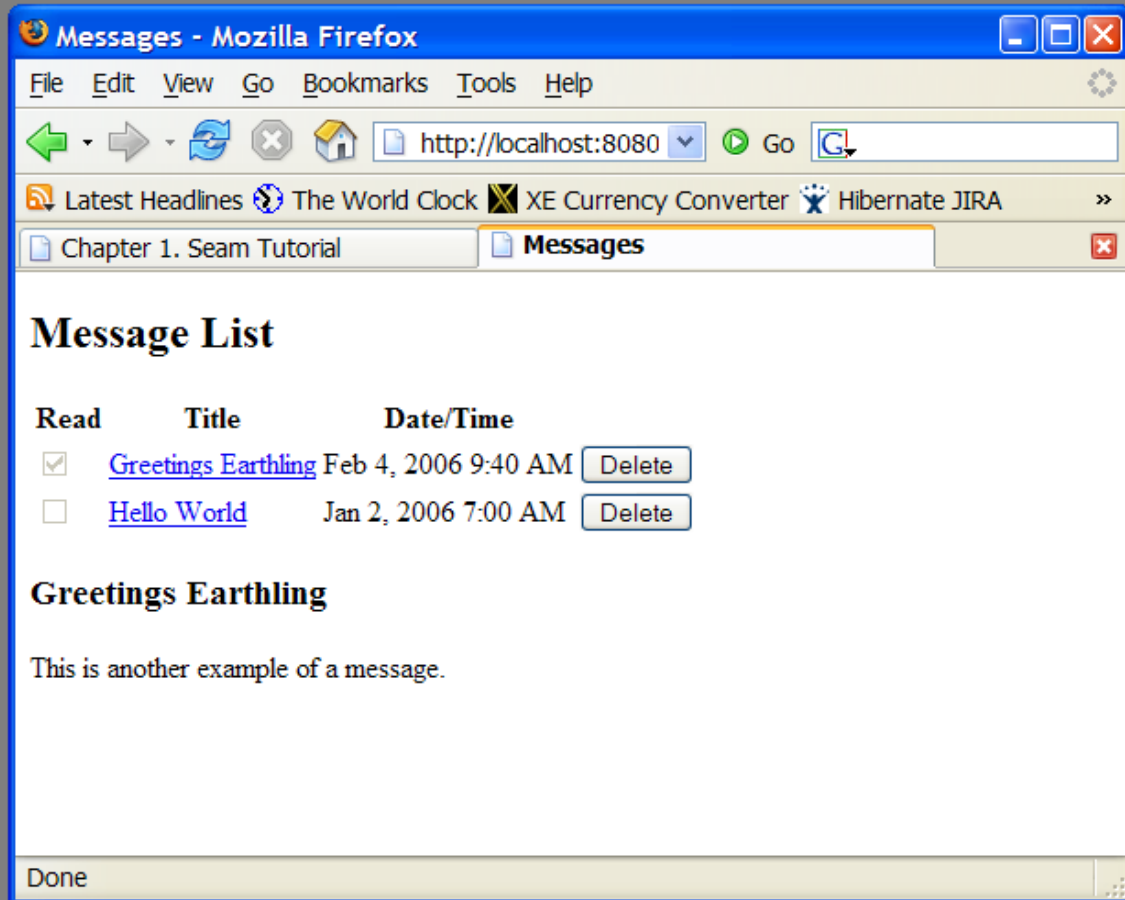 Messages - Mozilla Firefox
File Edit View Go Bookmarks Tools Help
http://localhost:8080 Go G
Latest Headlines The World Clock XE Currency Converter Hibernate JIRA »
Chapter 1. Seam Tutorial Messages
Message List
Read Title Date/Time
Greetings Earthling Feb 4, 2006 9:40 AM Delete
Hello World Jan 2, 2006 7:00 AM Delete
Greetings Earthling
This is another example of a message.
Done